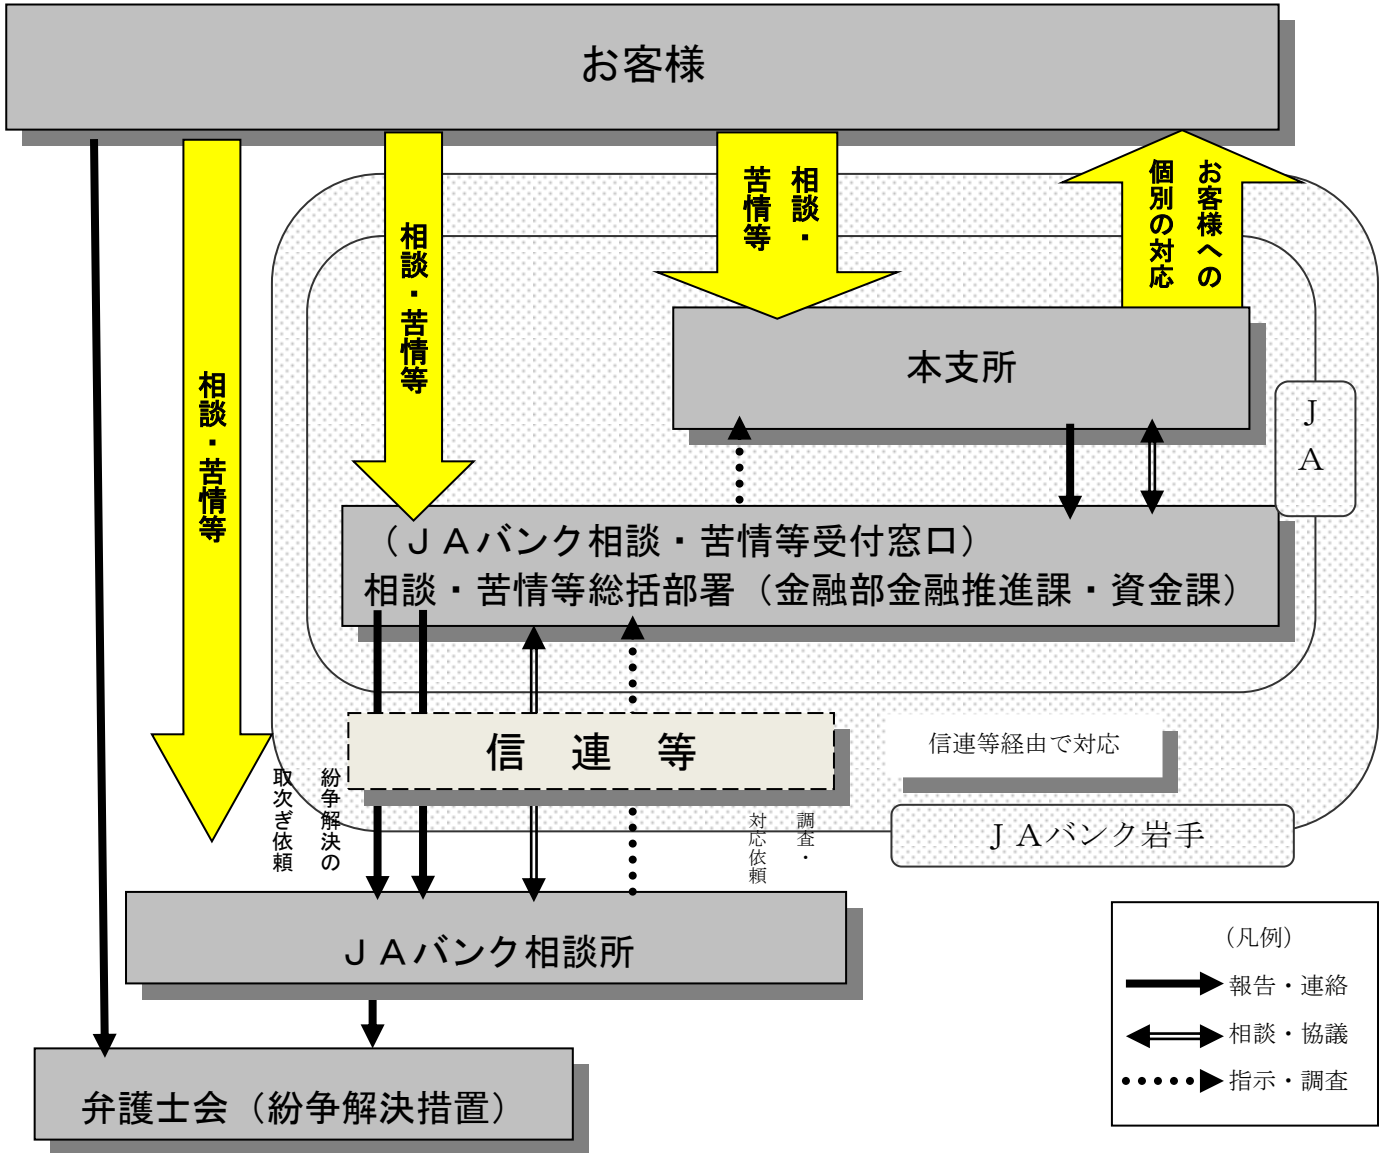 お客様
相談・苦情等
相談・苦情等
相談・
苦情等
お客様への
個別の対応
本支所
ＪＡ
（ＪＡバンク相談・苦情等受付窓口）
相談・苦情等総括部署（金融部金融推進課・資金課）
信連等
信連等経由で対応
紛争解決の
取次ぎ依頼
調査・
対応依頼
ＪＡバンク岩手
ＪＡバンク相談所
弁護士会（紛争解決措置）
（凡例）
報告・連絡
相談・協議
指示・調査